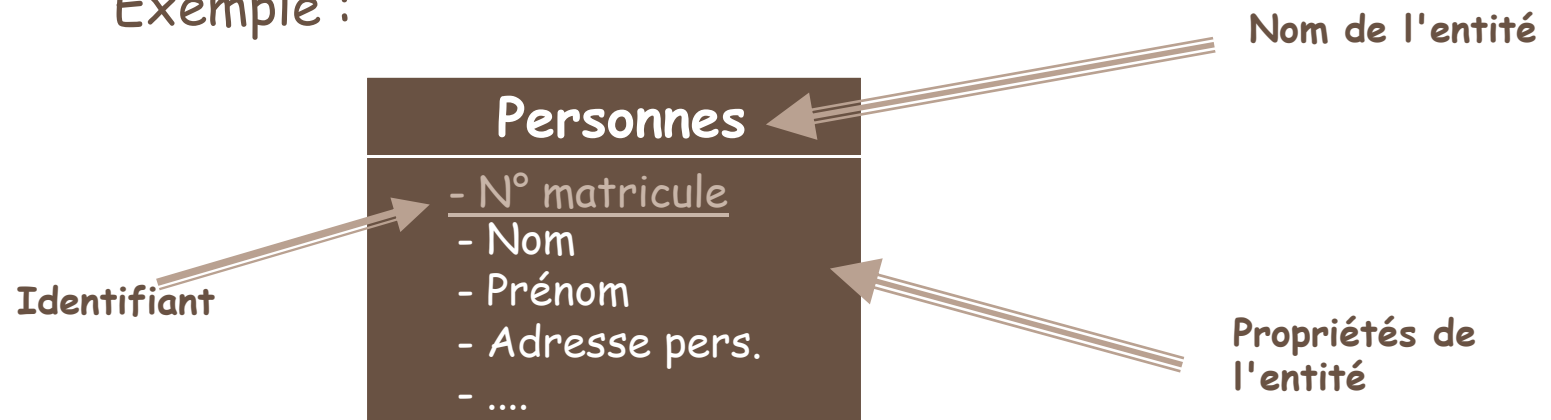 Exemple :
Nom de l'entité
Personnes
- N° matricule
- Nom
- Prénom
- Adresse pers.
- ....
Identifiant
Propriétés de
l'entité